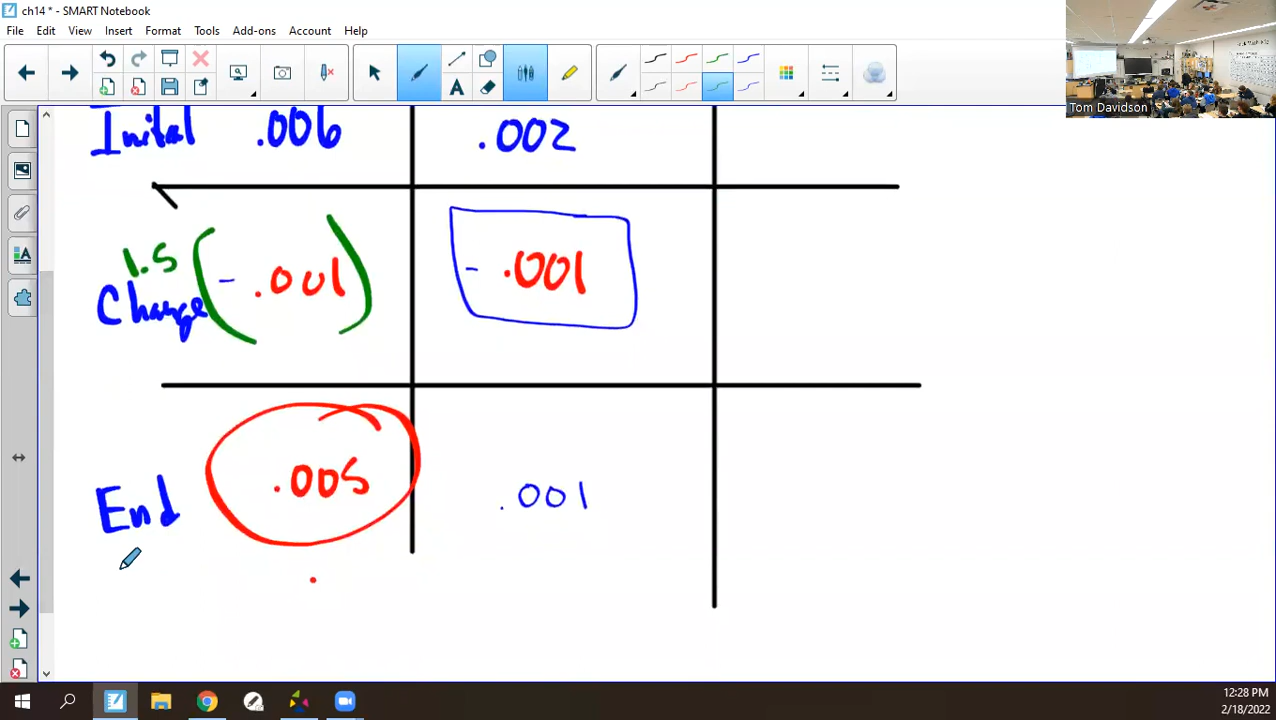 ch14 * - SMART Notebook
File Edit View Insert Format Tools Add-ons Account Help
Tom Davidson
Inital .006 .002
1.5 (- .001) - .001
Change
End .005 .001
.
12:28 PM
2/18/2022